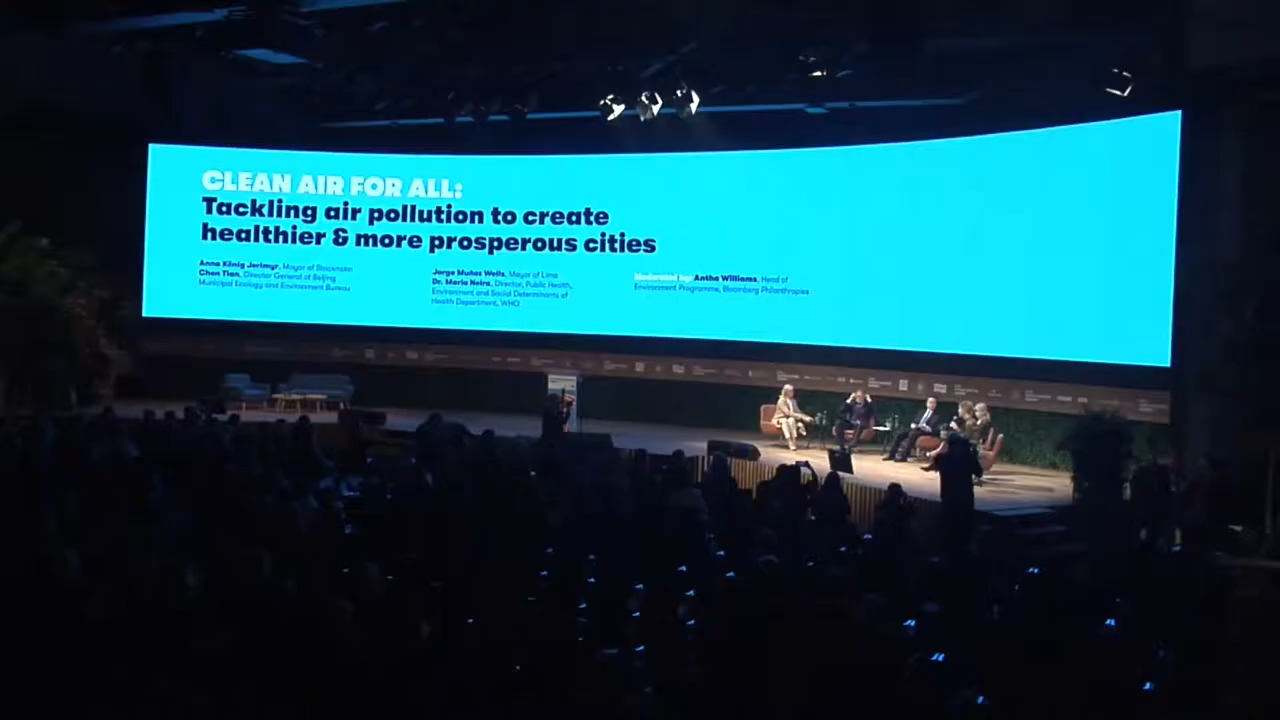 CLEAN AIR FOR ALL:
Tackling air pollution to create
healthier & more prosperous cities
Anna König Jerlmyr, Mayor of Stockholm
Chen Tian, Director General of Beijing
Municipal Ecology and Environment Bureau
Jorge Muñoz Wells, Mayor of Lima
Dr. Maria Neira, Director, Public Health,
Environment and Social Determinants of
Health Department, WHO
Moderated by: Antha Williams, Head of
Environment Programme, Bloomberg Philanthropies